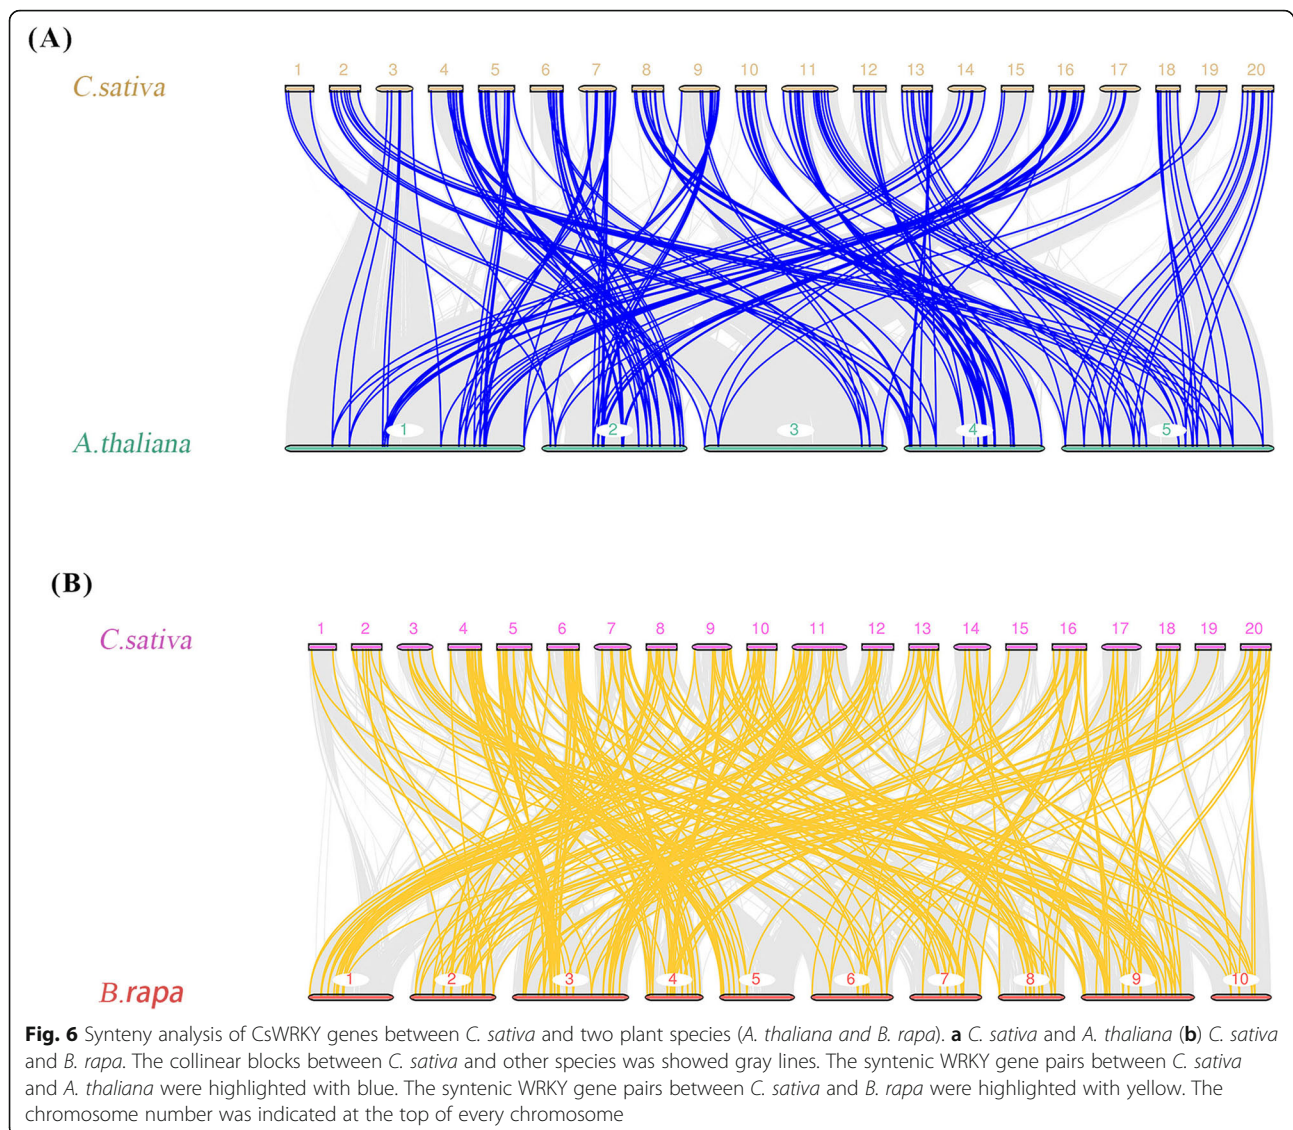 (A)
C.sativa
1 2 3 4 5 6 7 8 9 10 11 12 13 14 15 16 17 18 19 20
A.thaliana
1 2 3 4 5
(B)
C.sativa
1 2 3 4 5 6 7 8 9 10 11 12 13 14 15 16 17 18 19 20
B.rapa
1 2 3 4 5 6 7 8 9 10
Fig. 6 Synteny analysis of CsWRKY genes between C. sativa and two plant species (A. thaliana and B. rapa). a C. sativa and A. thaliana (b) C. sativa
and B. rapa. The collinear blocks between C. sativa and other species was showed gray lines. The syntenic WRKY gene pairs between C. sativa
and A. thaliana were highlighted with blue. The syntenic WRKY gene pairs between C. sativa and B. rapa were highlighted with yellow. The
chromosome number was indicated at the top of every chromosome